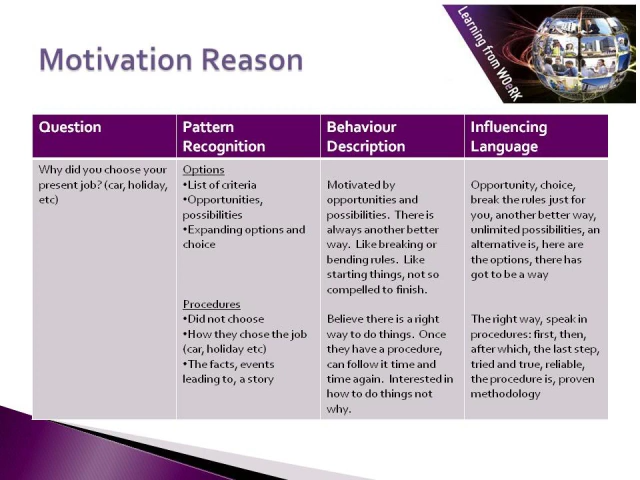 Motivation Reason
Learning from WOeRK
Question
Pattern
Recognition
Behaviour
Description
Influencing
Language
Why did you choose your
present job? (car, holiday,
etc)
Options
•List of criteria
•Opportunities,
possibilities
•Expanding options and
choice
Procedures
•Did not choose
•How they chose the job
(car, holiday etc)
•The facts, events
leading to, a story
Motivated by
opportunities and
possibilities. There is
always another better
way. Like breaking or
bending rules. Like
starting things, not so
compelled to finish.
Believe there is a right
way to do things. Once
they have a procedure,
can follow it time and
time again. Interested in
how to do things not
why.
Opportunity, choice,
break the rules just for
you, another better way,
unlimited possibilities, an
alternative is, here are
the options, there has
got to be a way
The right way, speak in
procedures: first, then,
after which, the last step,
tried and true, reliable,
the procedure is, proven
methodology